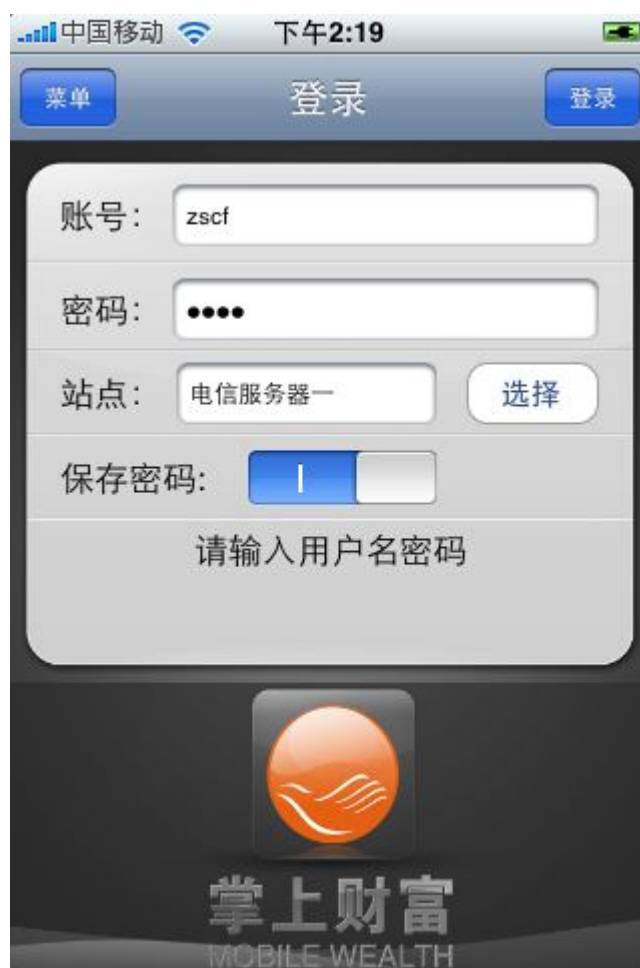 中国移动 下午2:19
菜单 登录 登录
账号: zscf
密码: ••••
站点: 电信服务器一 选择
保存密码:
请输入用户名密码
掌上财富
MOBILE WEALTH